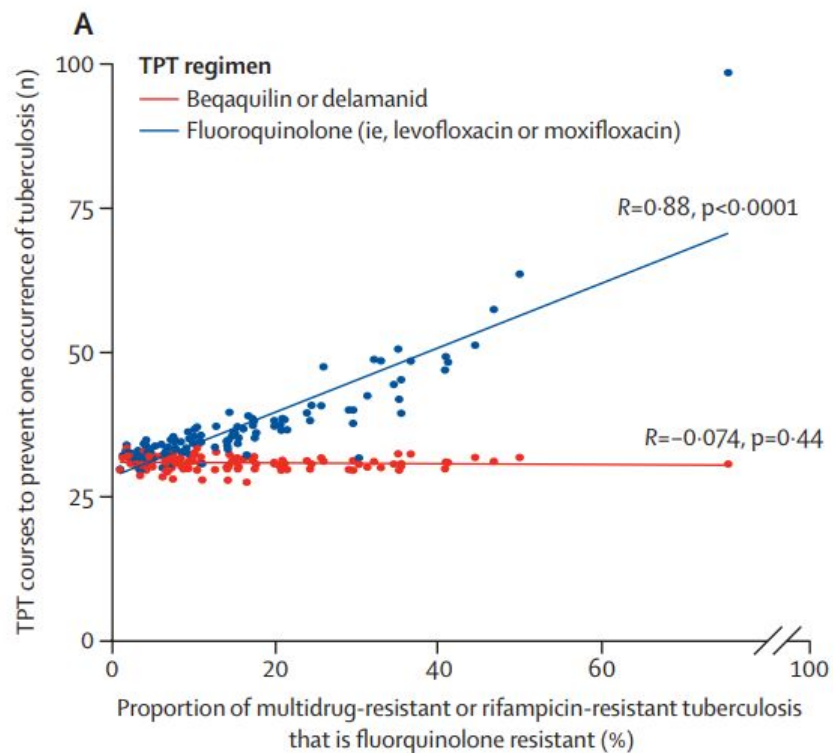 A
TPT regimen
Beqaquilin or delamanid
Fluoroquinolone (ie, levofloxacin or moxifloxacin)
R=0·88, p<0·0001
R=−0·074, p=0·44
TPT courses to prevent one occurrence of tuberculosis (n)
100
75
50
25
0
0 20 40 60 100
Proportion of multidrug-resistant or rifampicin-resistant tuberculosis
that is fluorquinolone resistant (%)